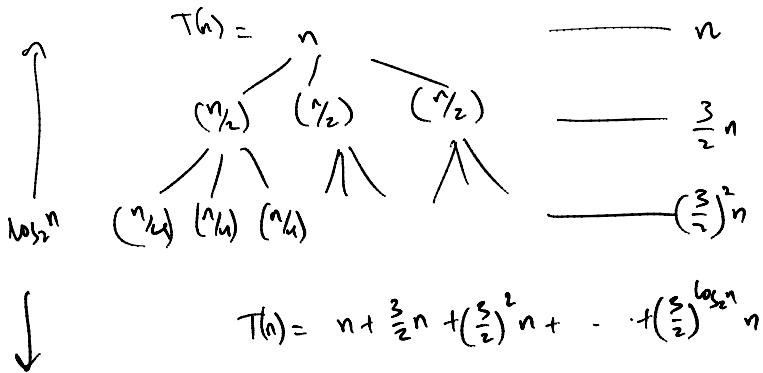 T(n) = n ——— n
(n/2) (n/2) (n/2) ——— 3/2 n
log₂n (n/4) (n/4) (n/4) ——— (3/2)² n
T(n) = n + 3/2 n + (3/2)² n + - · + (3/2)^log₂n n